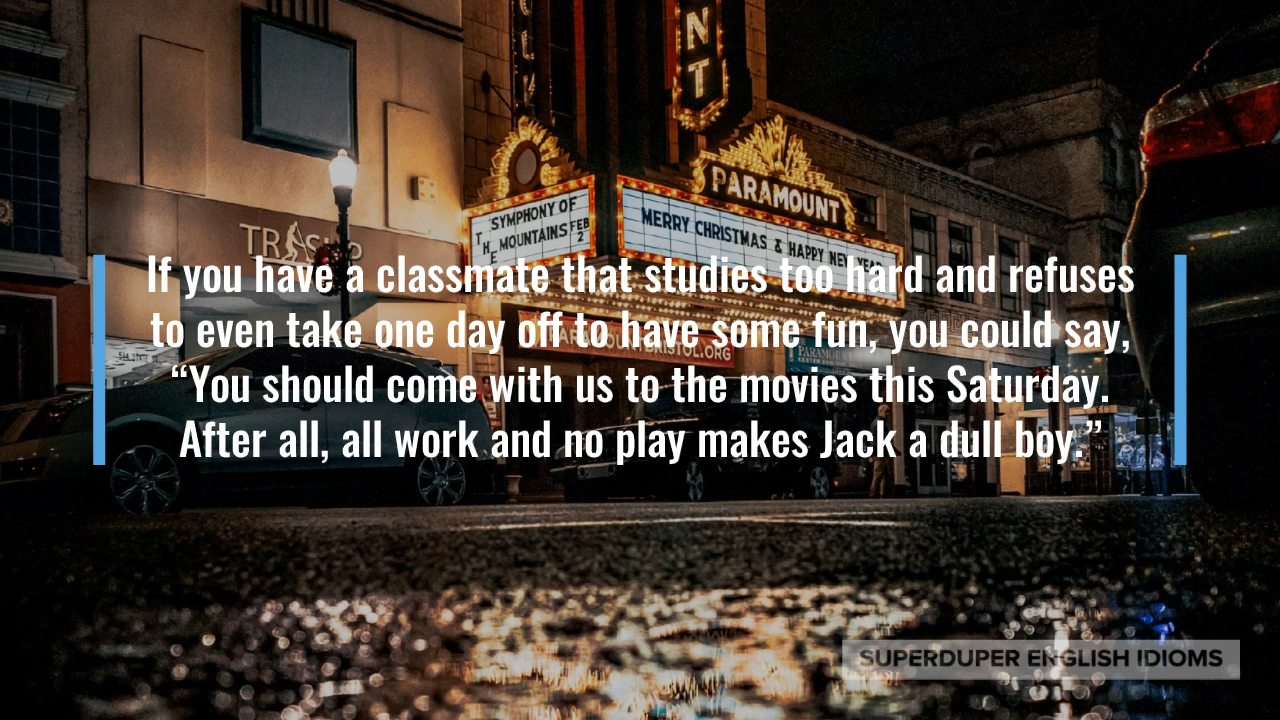 NT
PARAMOUNT
SYMPHONY OF
THE MOUNTAINS FEB 2
MERRY CHRISTMAS & HAPPY NEW YEAR
If you have a classmate that studies too hard and refuses
to even take one day off to have some fun, you could say,
“You should come with us to the movies this Saturday.
After all, all work and no play makes Jack a dull boy.”
SUPERDUPER ENGLISH IDIOMS